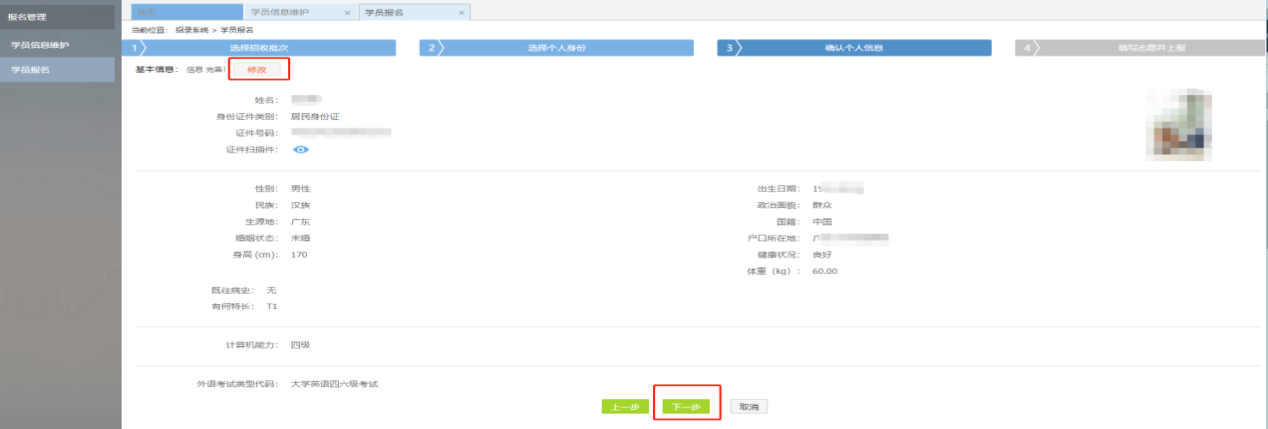 报名管理
学员信息维护
学员报名
首页 学员信息维护 × 学员报名 ×
当前位置： 招录系统 > 学员报名
1 选择招收批次 2 选择个人身份 3 确认个人信息 4 填写志愿并上报
基本信息： 信息 完善! 修改
姓名：
身份证件类别： 居民身份证
证件号码：
证件扫描件：
性别： 男性 出生日期： 19
民族： 汉族 政治面貌： 群众
生源地： 广东 国籍： 中国
婚姻状态： 未婚 户口所在地：
身高 (cm)： 170 健康状况： 良好
体重（kg）： 60.00
既往病史： 无
有何特长： T1
计算机能力： 四级
外语考试类型代码： 大学英语四六级考试
上一步 下一步 取消